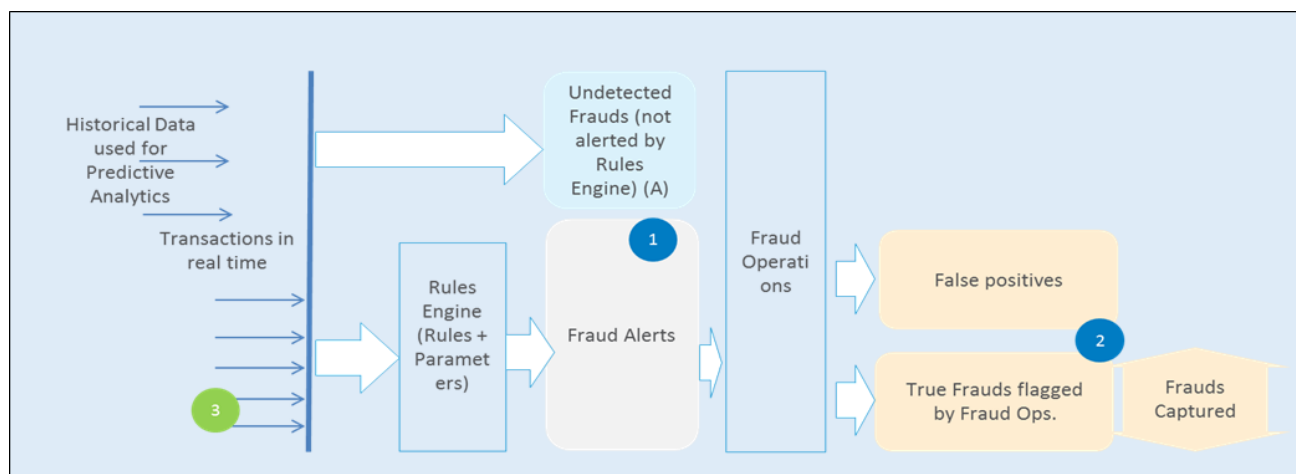 Historical Data
used for
Predictive
Analytics
Transactions in
real time
3
Undetected
Frauds (not
alerted by
Rules
Engine) (A)
Rules
Engine
(Rules +
Paramet
ers)
1
Fraud Alerts
Fraud
Operati
ons
False positives
2
True Frauds flagged
by Fraud Ops.
Frauds
Captured